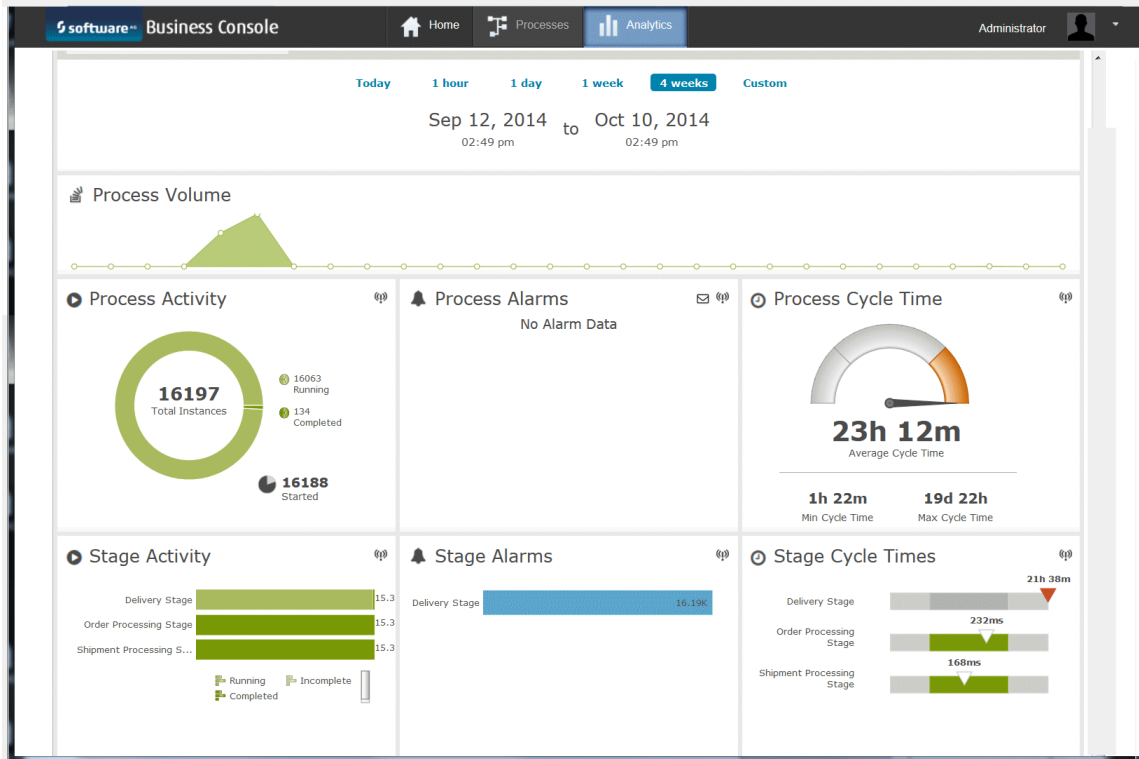 software AG Business Console
Home
Processes
Analytics
Administrator
Today 1 hour 1 day 1 week 4 weeks Custom
Sep 12, 2014 to Oct 10, 2014
02:49 pm 02:49 pm
Process Volume
Process Activity
16197
Total Instances
16063
Running
134
Completed
16188
Started
Process Alarms
No Alarm Data
Process Cycle Time
23h 12m
Average Cycle Time
1h 22m
Min Cycle Time
19d 22h
Max Cycle Time
Stage Activity
Delivery Stage 15.3
Order Processing Stage 15.3
Shipment Processing S... 15.3
Running Incomplete
Completed
Stage Alarms
Delivery Stage 16.19K
Stage Cycle Times
21h 38m
Delivery Stage
232ms
Order Processing
Stage
168ms
Shipment Processing
Stage